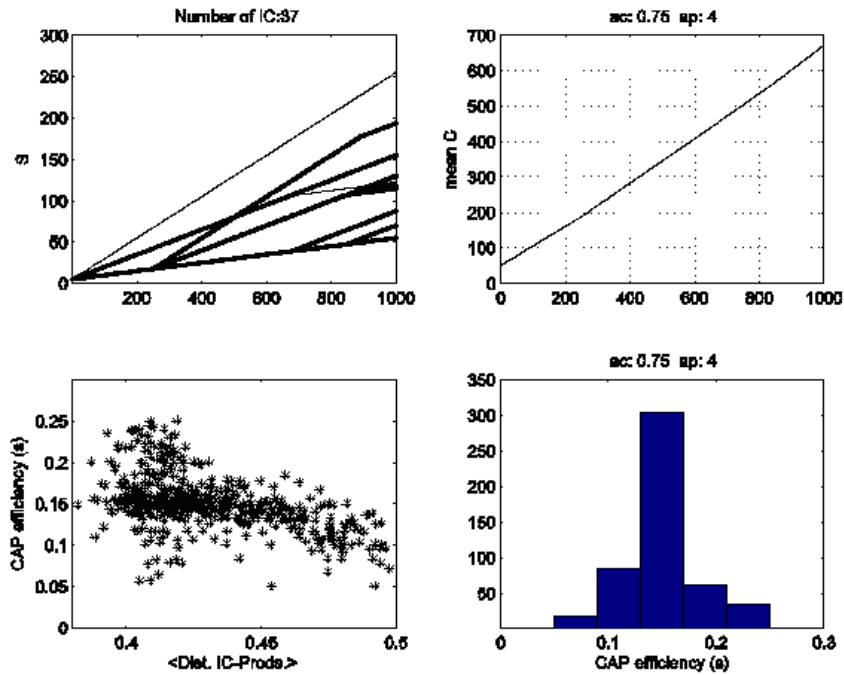 Number of IC:37
300
250
200
150
100
50
0
S
200 400 600 800 1000
ac: 0.75 ap: 4
700
600
500
400
300
200
100
0
mean C
0 200 400 600 800 1000
0.25
0.2
0.15
0.1
0.05
0
CAP efficiency (s)
0.4 0.45 0.5
<Dist. IC-Prods.>
ac: 0.75 ap: 4
350
300
250
200
150
100
50
0 0.1 0.2 0.3
CAP efficiency (s)